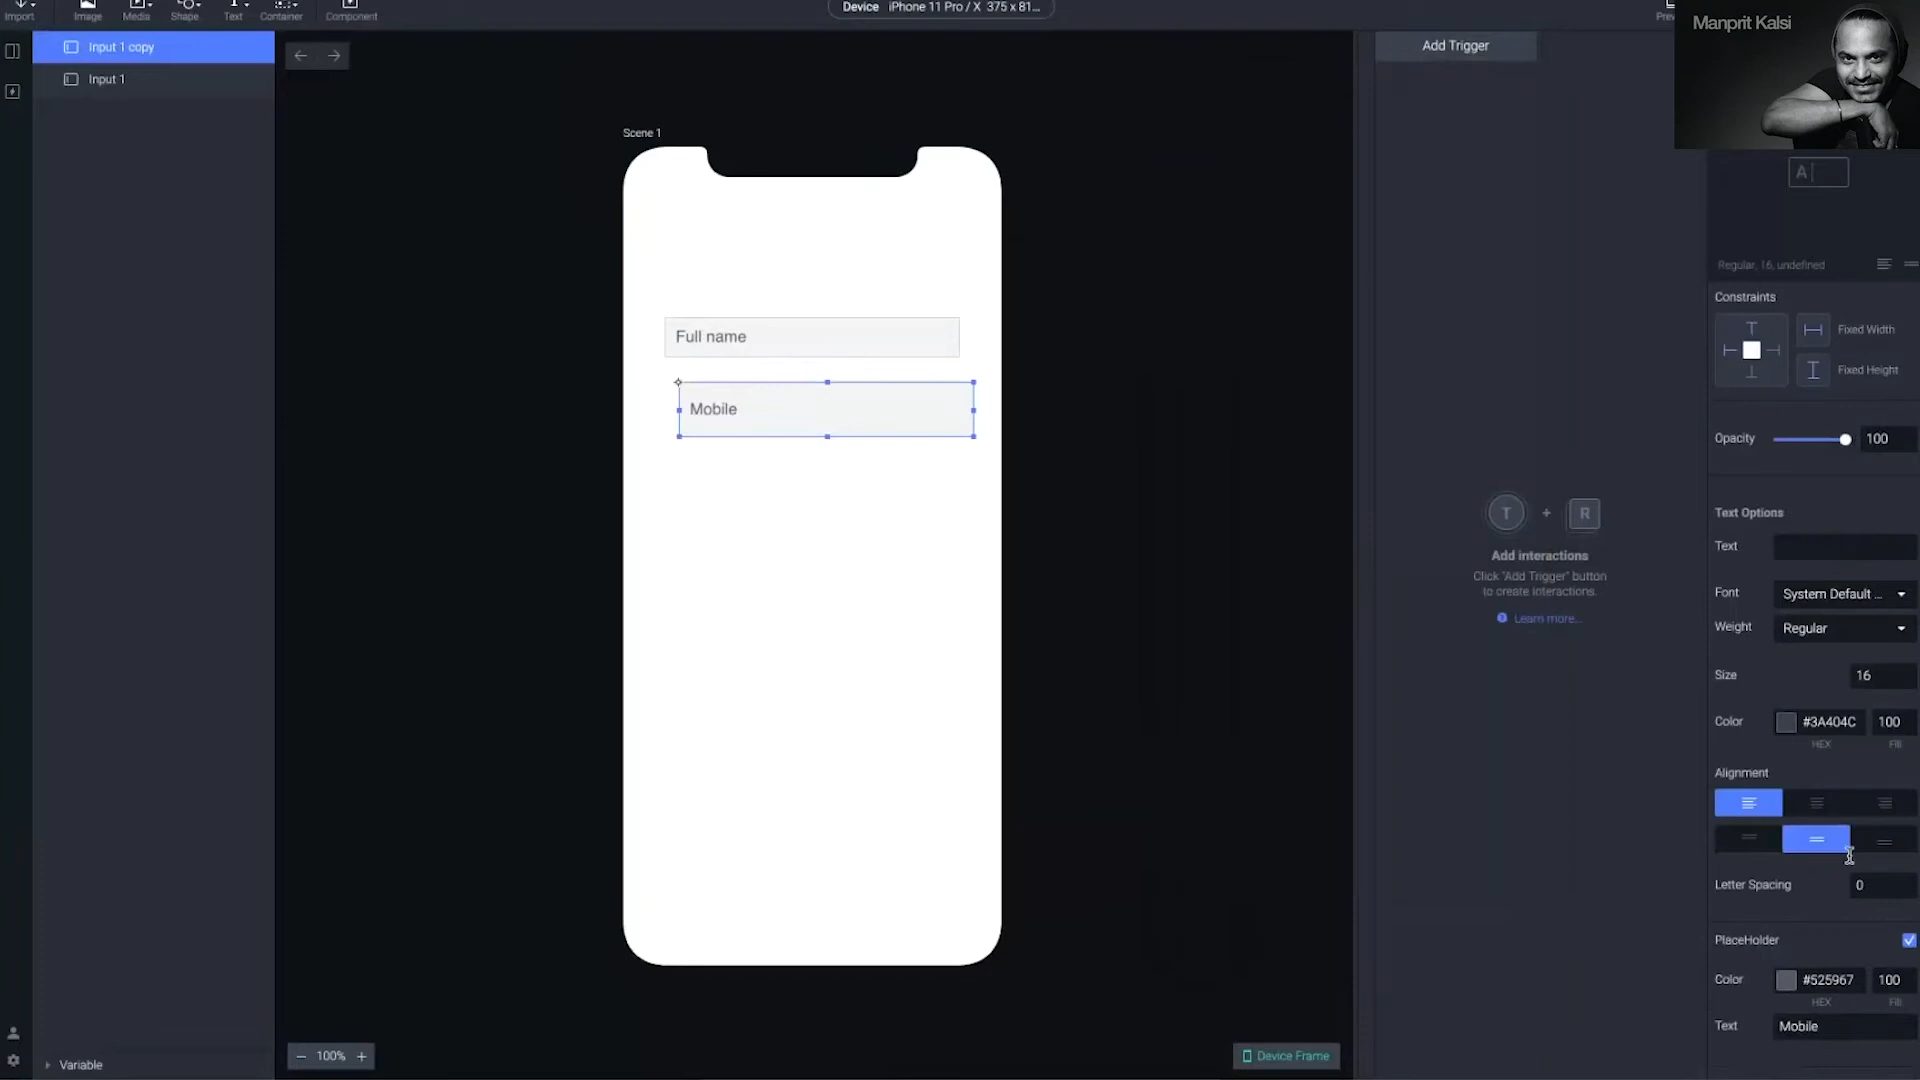 Import
Image
Media
Shape
Text
Container
Component
Device iPhone 11 Pro / X 375 x 81...
Manprit Kalsi
Input 1 copy
Input 1
Add Trigger
Scene 1
A
Regular, 16, undefined
Constraints
Fixed Width
Fixed Height
Full name
Mobile
Opacity
100
Text Options
Text
T + R
Add interactions
Click "Add Trigger" button
to create interactions.
Learn more...
Font
System Default ...
Weight
Regular
Size
16
Color
#3A404C
100
HEX
Fill
Alignment
Letter Spacing
0
PlaceHolder
Color
#525967
100
HEX
Fill
Text
Mobile
100%
Device Frame
Variable